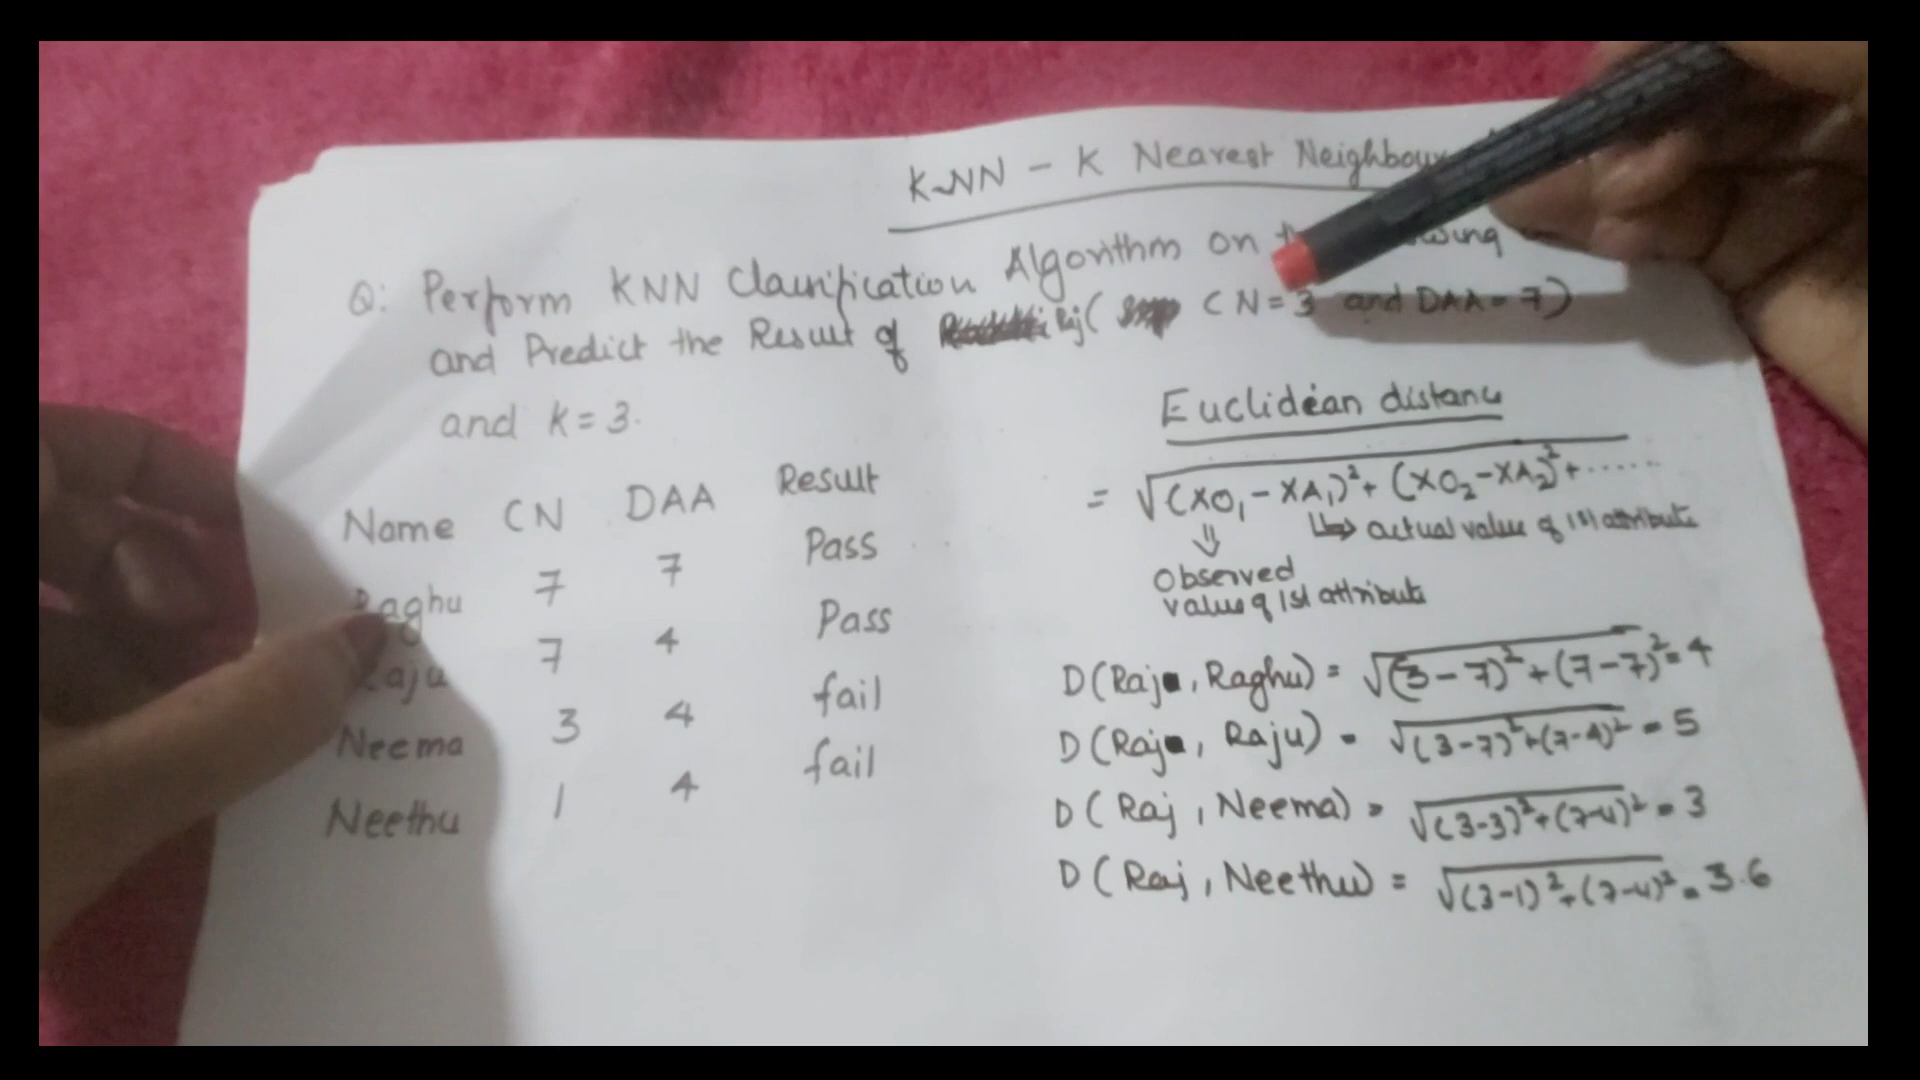 KNN - K Nearest Neighbour
Q: Perform KNN Classification Algorithm on
and Predict the Result of Raj ( CN=3 and DAA=7)
and k=3.
Name CN DAA Result
Raghu 7 7 Pass
Raju 7 4 Pass
Neema 3 4 fail
Neethu 1 4 fail
Euclidean distance
= √(XO₁-XA₁)²+(XO₂-XA₂)²+......
↳ actual value of 1st attribute
⇓
Observed
value of 1st attribute
D(Raj, Raghu) = √(3-7)²+(7-7)² = 4
D(Raj, Raju) = √(3-7)²+(7-4)² = 5
D(Raj, Neema) = √(3-3)²+(7-4)² = 3
D(Raj, Neethu) = √(3-1)²+(7-4)² = 3.6